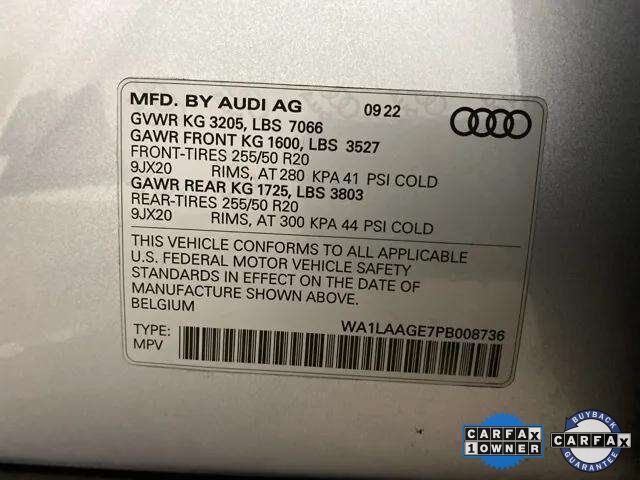 MFD. BY AUDI AG 09 22
GVWR KG 3205, LBS 7066
GAWR FRONT KG 1600, LBS 3527
FRONT-TIRES 255/50 R20
9JX20 RIMS, AT 280 KPA 41 PSI COLD
GAWR REAR KG 1725, LBS 3803
REAR-TIRES 255/50 R20
9JX20 RIMS, AT 300 KPA 44 PSI COLD
THIS VEHICLE CONFORMS TO ALL APPLICABLE
U.S. FEDERAL MOTOR VEHICLE SAFETY
STANDARDS IN EFFECT ON THE DATE OF
MANUFACTURE SHOWN ABOVE.
BELGIUM
TYPE: WA1LAAGE7PB008736
MPV
CARFAX
1OWNER
BUYBACK
CARFAX
GUARANTEE